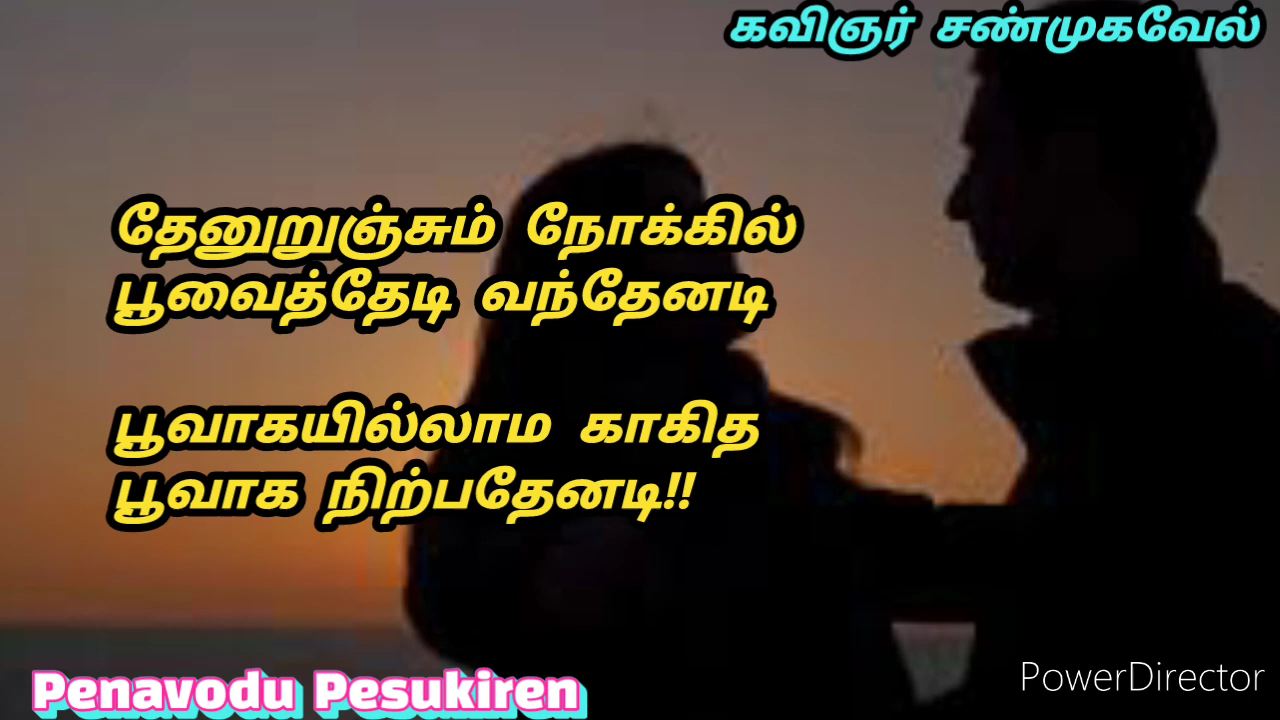 கவிஞர் சண்முகவேல்
தேனுறுஞ்சும் நோக்கில்
பூவைத்தேடி வந்தேனடி
பூவாகயில்லாம காகித
பூவாக நிற்பதேனடி!!
Penavodu Pesukiren
PowerDirector